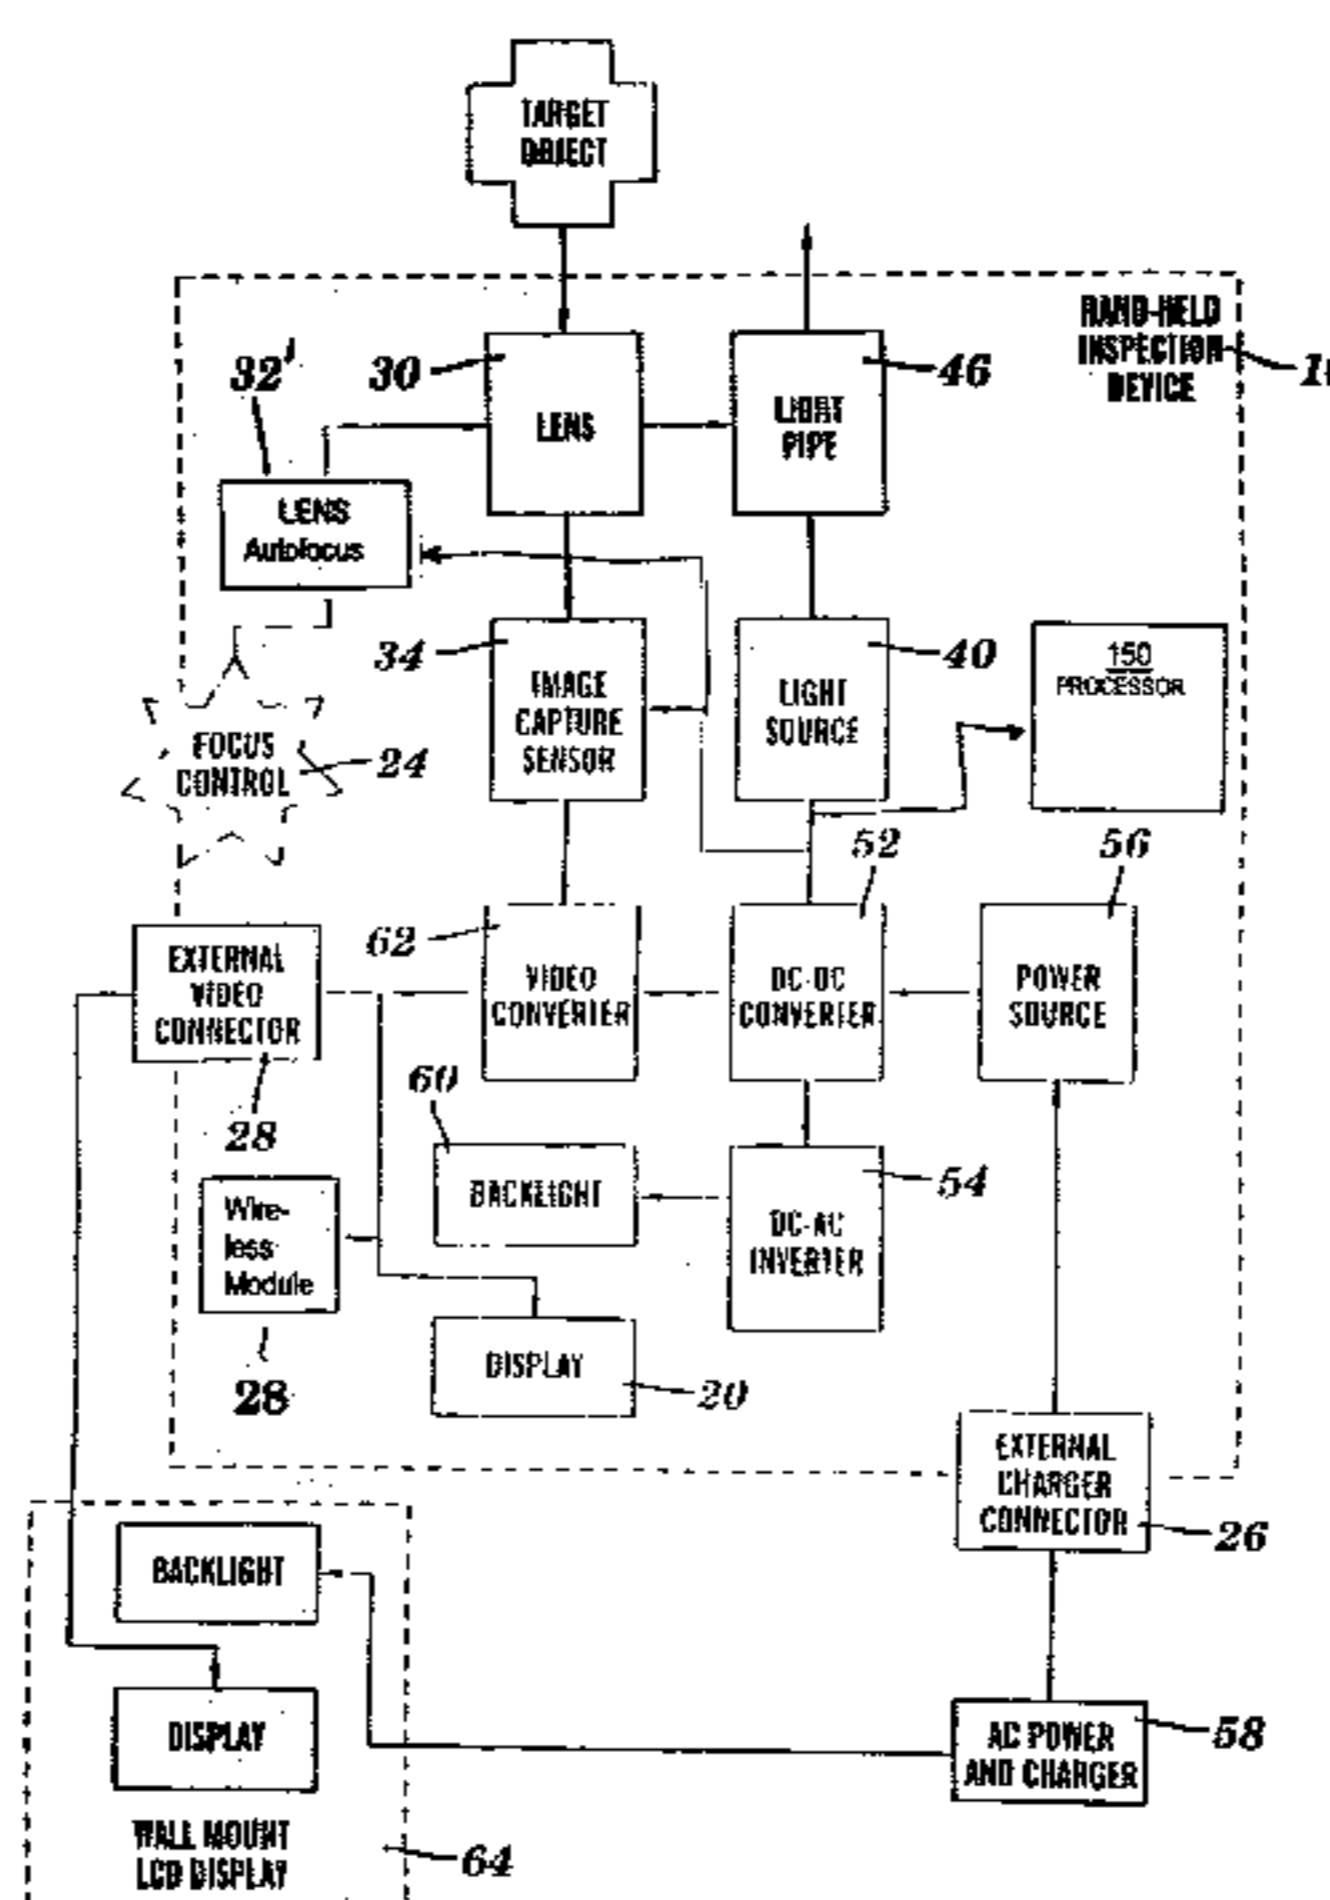 TARGET
OBJECT
HAND-HELD
INSPECTION
DEVICE
32'
30
46
LENS
LIGHT
PIPE
LENS
Autofocus
34
40
150
PROCESSOR
IMAGE
CAPTURE
SENSOR
LIGHT
SOURCE
FOCUS
CONTROL
24
52
56
62
EXTERNAL
VIDEO
CONNECTOR
VIDEO
CONVERTER
DC-DC
CONVERTER
POWER
SOURCE
60
28
BACKLIGHT
54
Wire-
less
Module
DC-AC
INVERTER
28
DISPLAY
20
EXTERNAL
CHARGER
CONNECTOR
26
BACKLIGHT
DISPLAY
AC POWER
AND CHARGER
58
WALL MOUNT
LCD DISPLAY
64